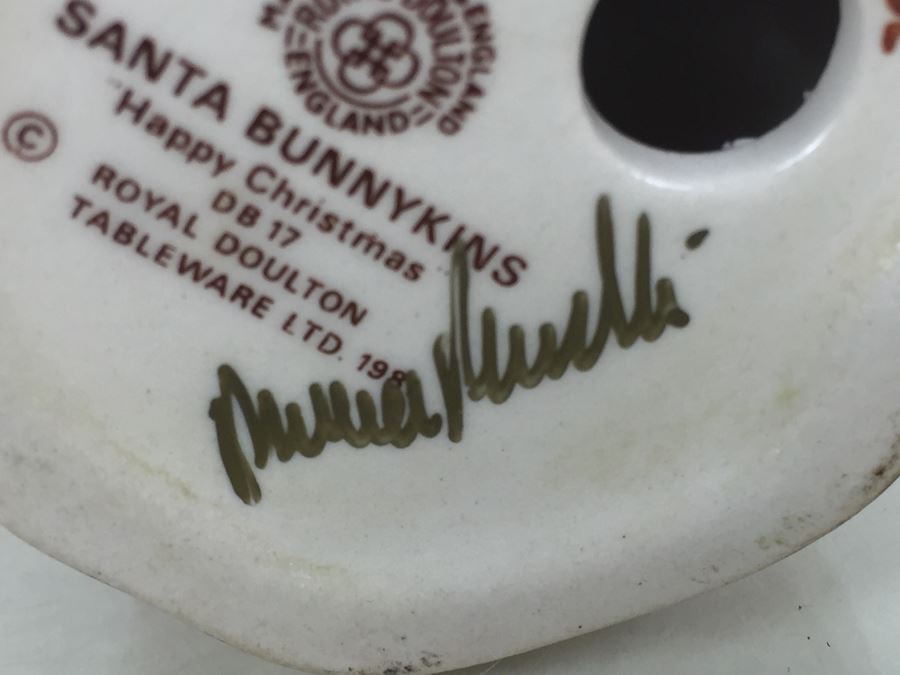 ROYAL DOULTON
ENGLAND
SANTA BUNNYKINS
Happy Christmas
DB 17
©
ROYAL DOULTON
TABLEWARE LTD. 198